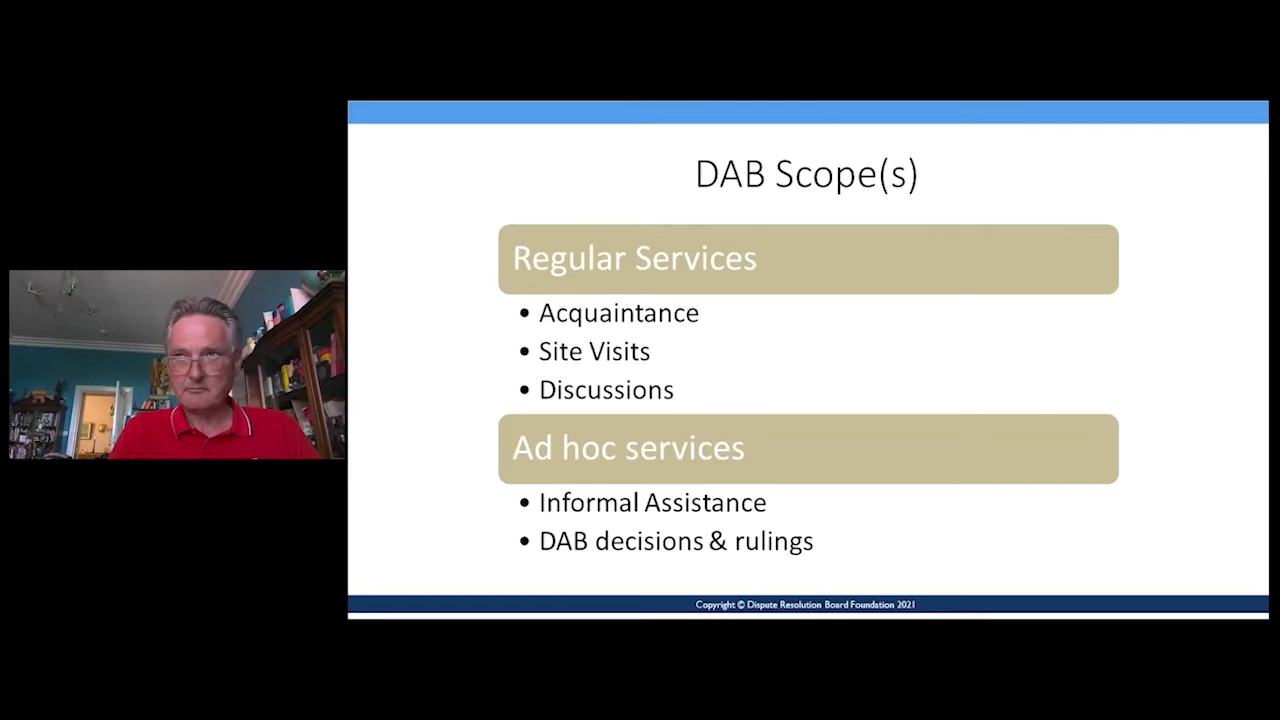 DAB Scope(s)
Regular Services
• Acquaintance
• Site Visits
• Discussions
Ad hoc services
• Informal Assistance
• DAB decisions & rulings
Copyright © Dispute Resolution Board Foundation 2021